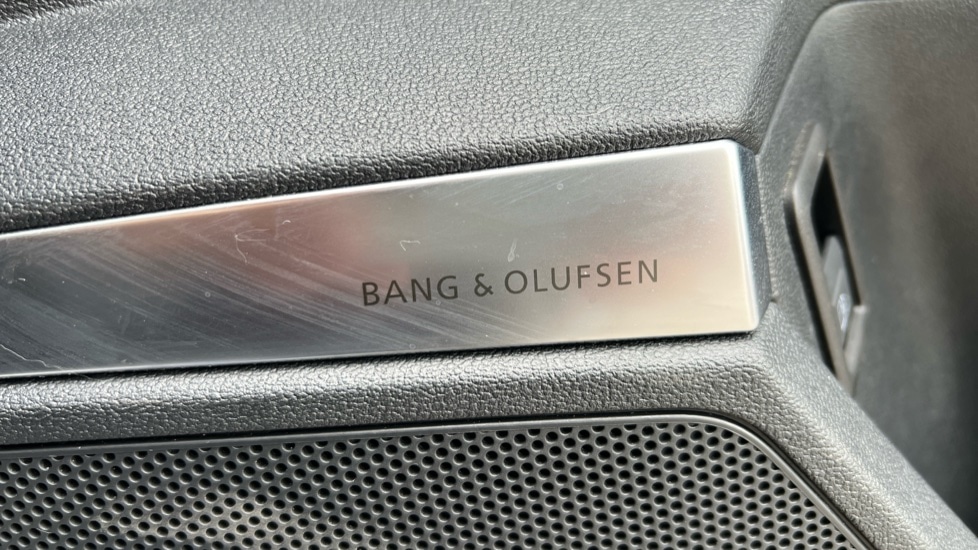 BANG & OLUFSEN